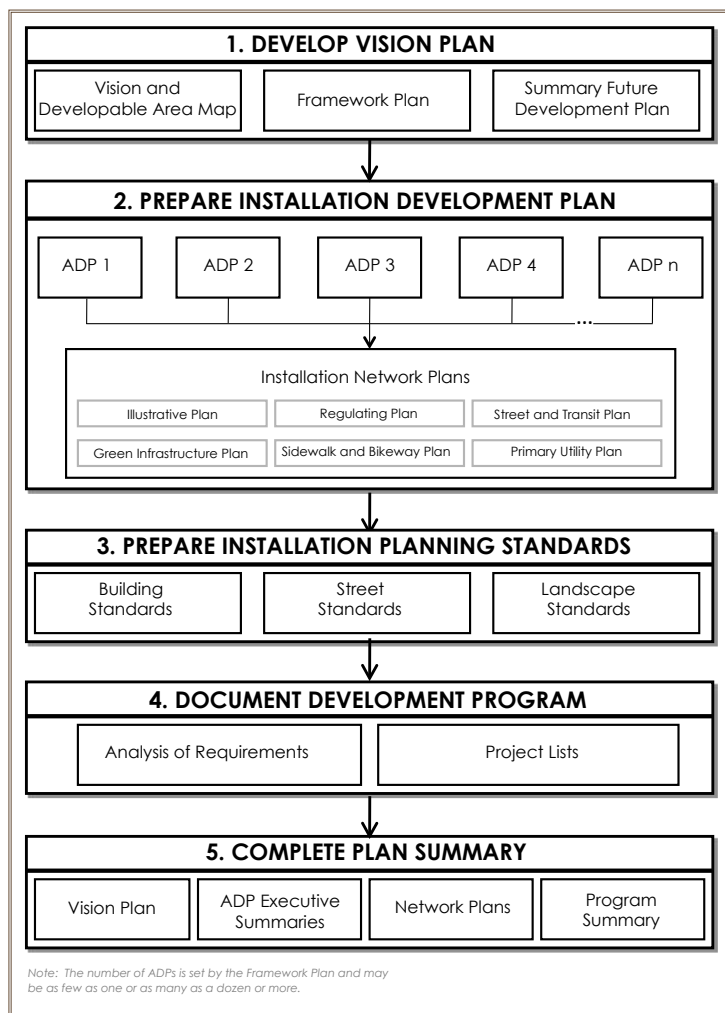 1. DEVELOP VISION PLAN
Vision and
Developable Area Map
Framework Plan
Summary Future
Development Plan
2. PREPARE INSTALLATION DEVELOPMENT PLAN
ADP 1
ADP 2
ADP 3
ADP 4
ADP n
...
Installation Network Plans
Illustrative Plan
Regulating Plan
Street and Transit Plan
Green Infrastructure Plan
Sidewalk and Bikeway Plan
Primary Utility Plan
3. PREPARE INSTALLATION PLANNING STANDARDS
Building
Standards
Street
Standards
Landscape
Standards
4. DOCUMENT DEVELOPMENT PROGRAM
Analysis of Requirements
Project Lists
5. COMPLETE PLAN SUMMARY
Vision Plan
ADP Executive
Summaries
Network Plans
Program
Summary
Note: The number of ADPs is set by the Framework Plan and may
be as few as one or as many as a dozen or more.